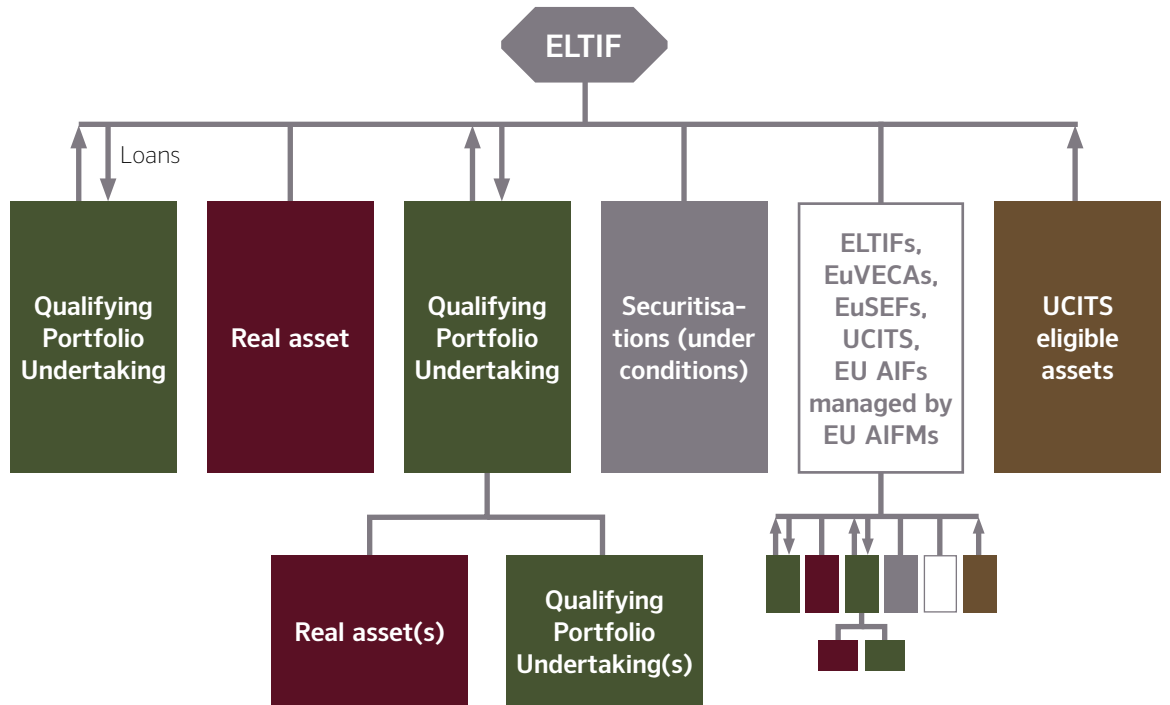 ELTIF
Loans
Qualifying
Portfolio
Undertaking
Real asset
Qualifying
Portfolio
Undertaking
Securitisa-
tions (under
conditions)
ELTIFs,
EuVECAs,
EuSEFs,
UCITS,
EU AIFs
managed by
EU AIFMs
UCITS
eligible
assets
Real asset(s)
Qualifying
Portfolio
Undertaking(s)